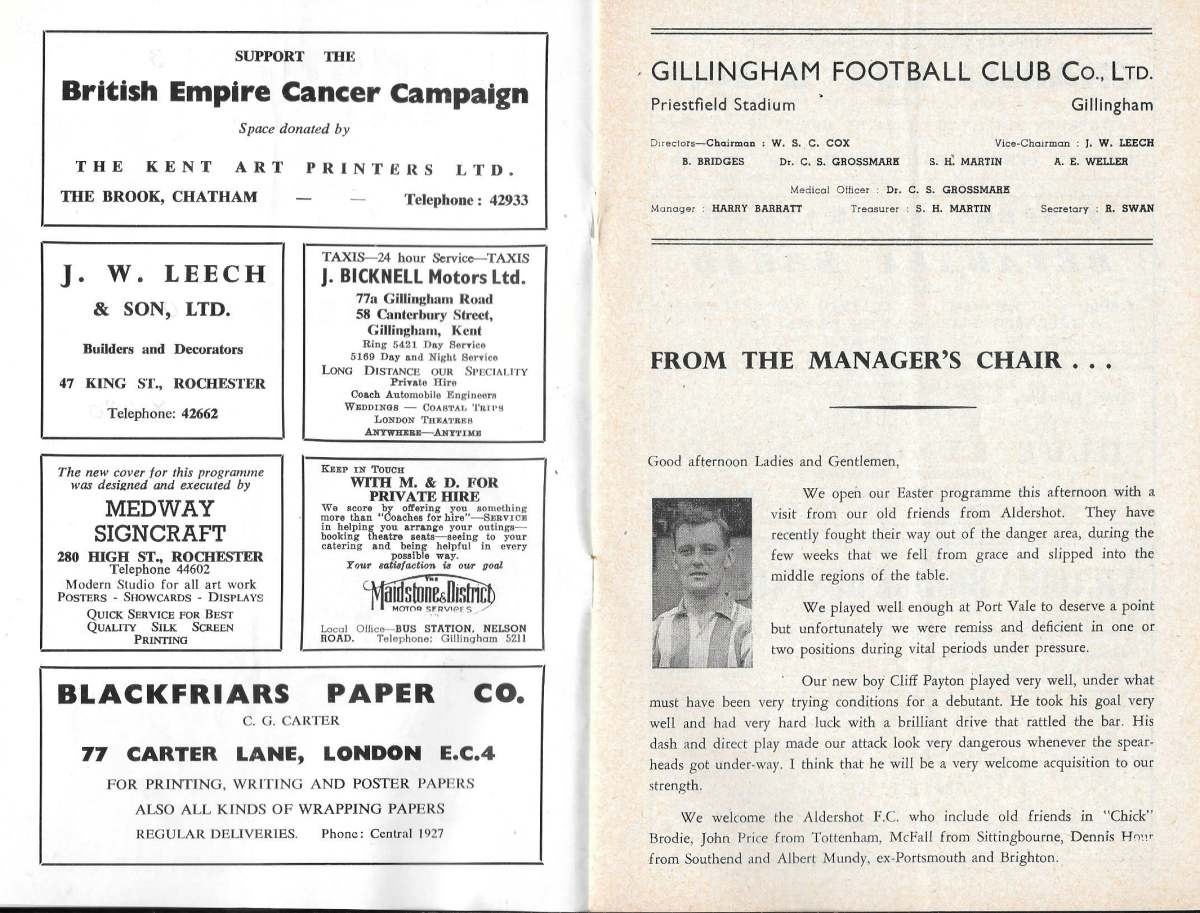 SUPPORT THE
British Empire Cancer Campaign
Space donated by
THE KENT ART PRINTERS LTD.
THE BROOK, CHATHAM — — Telephone : 42933
J. W. LEECH
& SON, LTD.
Builders and Decorators
47 KING ST., ROCHESTER
Telephone: 42662
TAXIS—24 hour Service—TAXIS
J. BICKNELL Motors Ltd.
77a Gillingham Road
58 Canterbury Street,
Gillingham, Kent
Ring 5421 Day Service
5169 Day and Night Service
LONG DISTANCE OUR SPECIALITY
Private Hire
Coach Automobile Engineers
WEDDINGS — COASTAL TRIPS
LONDON THEATRES
ANYWHERE—ANYTIME
The new cover for this programme
was designed and executed by
MEDWAY
SIGNCRAFT
280 HIGH ST., ROCHESTER
Telephone 44602
Modern Studio for all art work
POSTERS - SHOWCARDS - DISPLAYS
QUICK SERVICE FOR BEST
QUALITY SILK SCREEN
PRINTING
KEEP IN TOUCH
WITH M. & D. FOR
PRIVATE HIRE
We score by offering you something
more than "Coaches for hire"—SERVICE
in helping you arrange your outings—
booking theatre seats—seeing to your
catering and being helpful in every
possible way.
Your satisfaction is our goal
THE
Maidstone & District
MOTOR SERVICES
Local Office—BUS STATION, NELSON
ROAD. Telephone: Gillingham 5211
BLACKFRIARS PAPER CO.
C. G. CARTER
77 CARTER LANE, LONDON E.C.4
FOR PRINTING, WRITING AND POSTER PAPERS
ALSO ALL KINDS OF WRAPPING PAPERS
REGULAR DELIVERIES. Phone: Central 1927
GILLINGHAM FOOTBALL CLUB CO., LTD.
Priestfield Stadium Gillingham
Directors—Chairman : W. S. C. COX Vice-Chairman : J. W. LEECH
B. BRIDGES Dr. C. S. GROSSMARK S. H. MARTIN A. E. WELLER
Medical Officer : Dr. C. S. GROSSMARK
Manager : HARRY BARRATT Treasurer : S. H. MARTIN Secretary : R. SWAN
FROM THE MANAGER'S CHAIR . . .
Good afternoon Ladies and Gentlemen,
We open our Easter programme this afternoon with a
visit from our old friends from Aldershot. They have
recently fought their way out of the danger area, during the
few weeks that we fell from grace and slipped into the
middle regions of the table.
We played well enough at Port Vale to deserve a point
but unfortunately we were remiss and deficient in one or
two positions during vital periods under pressure.
Our new boy Cliff Payton played very well, under what
must have been very trying conditions for a debutant. He took his goal very
well and had very hard luck with a brilliant drive that rattled the bar. His
dash and direct play made our attack look very dangerous whenever the spear-
heads got under-way. I think that he will be a very welcome acquisition to our
strength.
We welcome the Aldershot F.C. who include old friends in "Chick"
Brodie, John Price from Tottenham, McFall from Sittingbourne, Dennis
from Southend and Albert Mundy, ex-Portsmouth and Brighton.